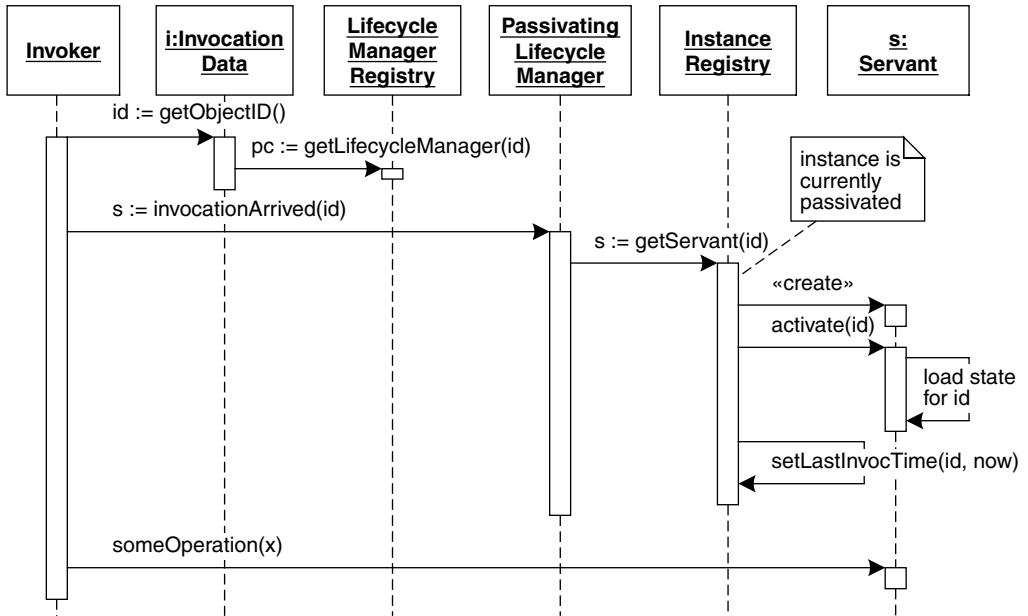 Invoker
i:Invocation
Data
Lifecycle
Manager
Registry
Passivating
Lifecycle
Manager
Instance
Registry
s:
Servant
id := getObjectID()
pc := getLifecycleManager(id)
instance is
currently
passivated
s := invocationArrived(id)
s := getServant(id)
«create»
activate(id)
load state
for id
setLastInvocTime(id, now)
someOperation(x)